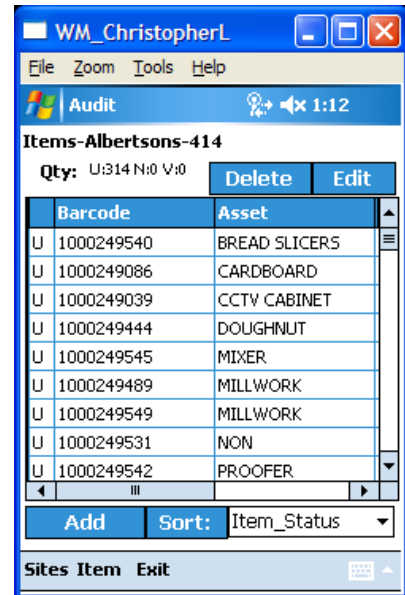 WM_ChristopherL
File Zoom Tools Help
Audit 1:12
Items-Albertsons-414
Qty: U:314 N:0 V:0 Delete Edit
Barcode Asset
U 1000249540 BREAD SLICERS
U 1000249086 CARDBOARD
U 1000249039 CCTV CABINET
U 1000249444 DOUGHNUT
U 1000249545 MIXER
U 1000249489 MILLWORK
U 1000249549 MILLWORK
U 1000249531 NON
U 1000249542 PROOFER
Add Sort: Item_Status
Sites Item Exit